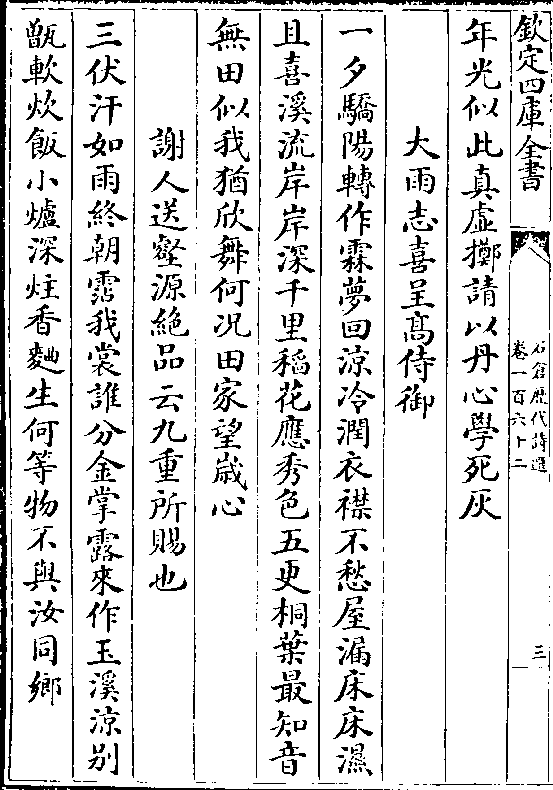 欽定四庫全書
石倉歴代詩選
卷一百六十二
三
年光似此真虚擲請以丹心學死灰
大雨志喜呈髙侍御
一夕驕陽轉作霖夢回涼冷潤衣襟不愁屋漏床床濕
且喜溪流岸岸深千里稻花應秀色五更桐葉最知音
無田似我猶欣舞何况田家望歳心
謝人送壑源絶品云九重所賜也
三伏汗如雨終朝霑我裳誰分金掌露來作玉溪涼别
甑軟炊飯小爐深炷香麯生何等物不與汝同鄉